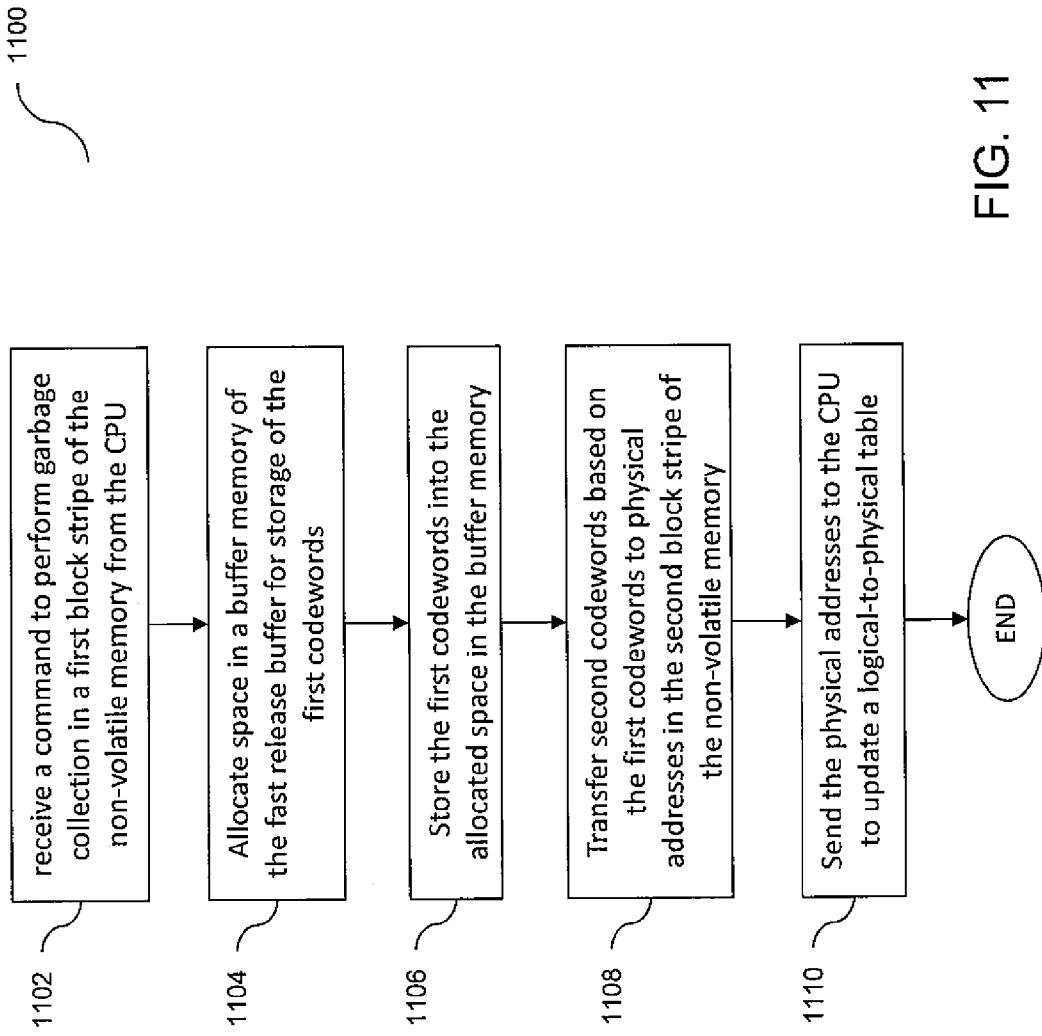 1100
1102
receive a command to perform garbage
collection in a first block stripe of the
non-volatile memory from the CPU
1104
Allocate space in a buffer memory of
the fast release buffer for storage of the
first codewords
1106
Store the first codewords into the
allocated space in the buffer memory
1108
Transfer second codewords based on
the first codewords to physical
addresses in the second block stripe of
the non-volatile memory
1110
Send the physical addresses to the CPU
to update a logical-to-physical table
END
FIG. 11